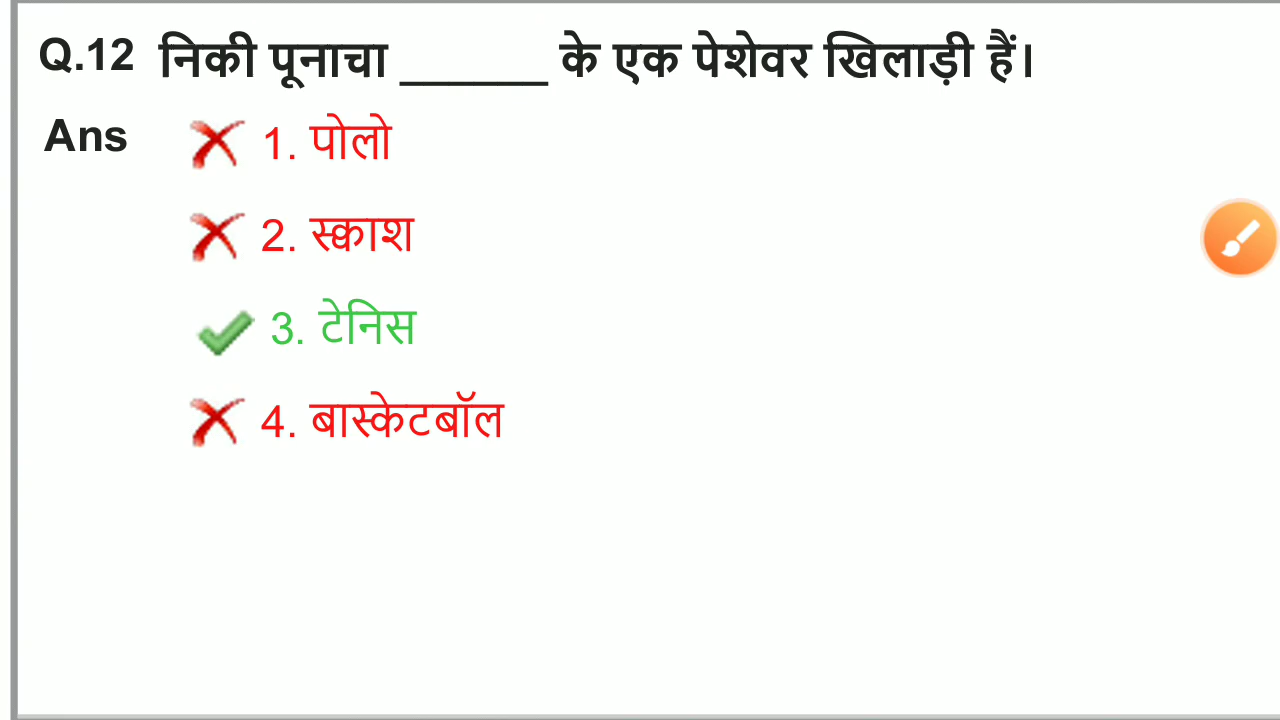 Q.12 निकी पूनाचा ______ के एक पेशेवर खिलाड़ी हैं।
Ans 1. पोलो
2. स्क्वाश
3. टेनिस
4. बास्केटबॉल